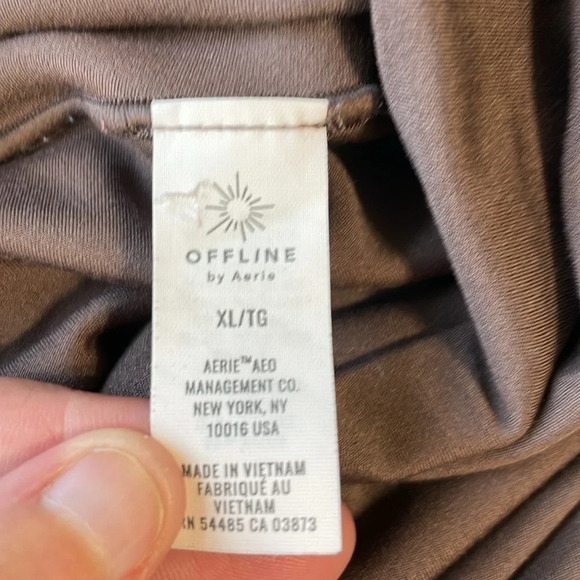 OFFLINE
by Aerie
XL/TG
AERIE™AEO
MANAGEMENT CO.
NEW YORK, NY
10016 USA
MADE IN VIETNAM
FABRIQUÉ AU
VIETNAM
RN 54485 CA 03873